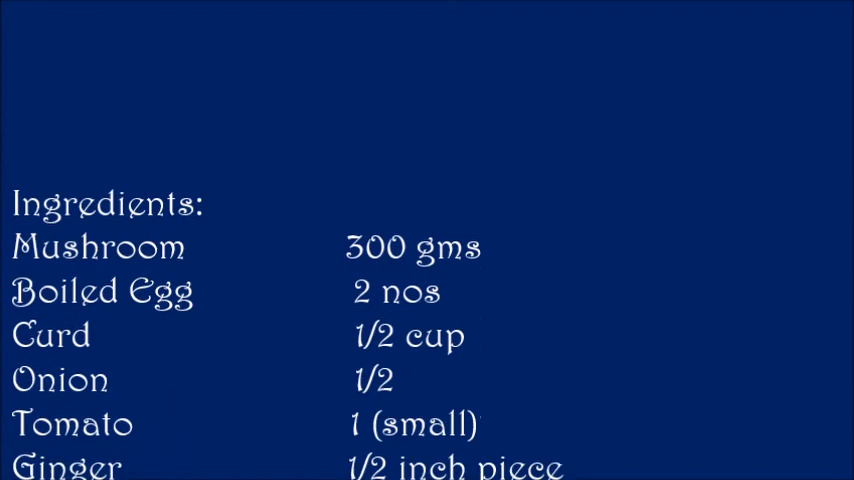 Ingredients:
Mushroom 300 gms
Boiled Egg 2 nos
Curd 1/2 cup
Onion 1/2
Tomato 1 (small)
Ginger 1/2 inch piece